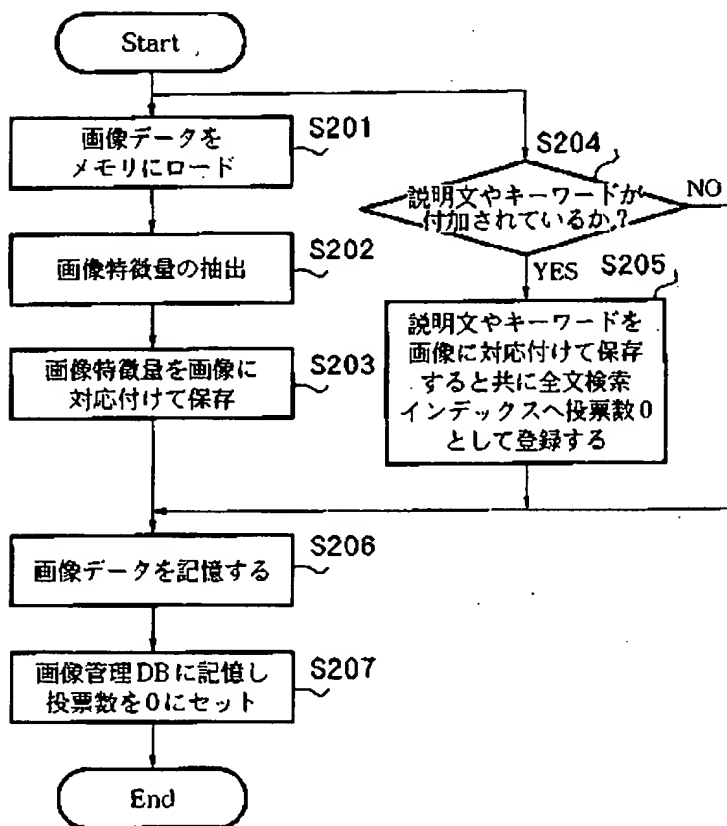 Start
S201
画像データを
メモリにロード
S202
画像特徴量の抽出
S203
画像特徴量を画像に
対応付けて保存
S204
説明文やキーワードが
付加されているか?
NO
YES
S205
説明文やキーワードを
画像に対応付けて保存
すると共に全文検索
インデックスへ投票数0
として登録する
S206
画像データを記憶する
S207
画像管理DBに記憶し
投票数を0にセット
End